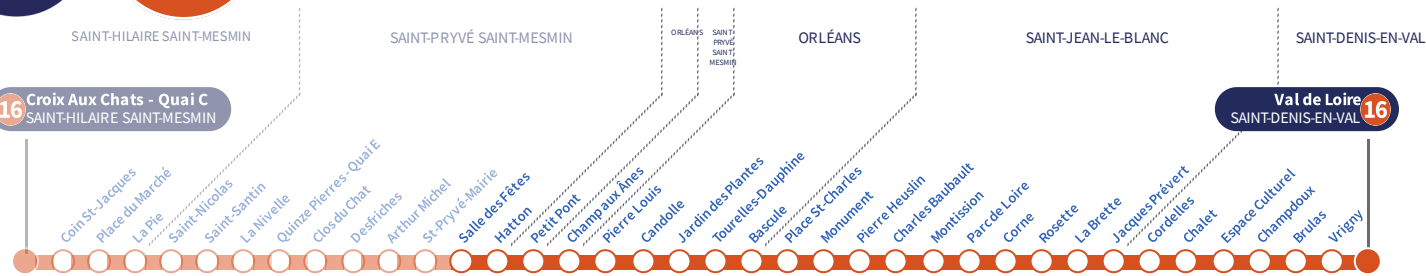 SAINT-HILAIRE SAINT-MESMIN
SAINT-PRYVÉ SAINT-MESMIN
ORLÉANS
SAINT-
PRYVÉ
SAINT-
MESMIN
ORLÉANS
SAINT-JEAN-LE-BLANC
SAINT-DENIS-EN-VAL
16
Croix Aux Chats - Quai C
SAINT-HILAIRE SAINT-MESMIN
Val de Loire
SAINT-DENIS-EN-VAL
16
Coin St-Jacques
Place du Marché
La Pie
Saint-Nicolas
Saint-Santin
La Nivelle
Quinze Pierres - Quai E
Clos du Chat
Desfriches
Arthur Michel
St-Pryvé-Mairie
Salle des Fêtes
Hatton
Petit Pont
Champ aux Ânes
Pierre Louis
Candolle
Jardin des Plantes
Tourelles-Dauphine
Bascule
Place St-Charles
Monument
Pierre Heuslin
Charles Baubault
Montission
Parc de Loire
Corne
Rosette
La Brette
Jacques Prévert
Cordelles
Chalet
Espace Culturel
Champdoux
Brulas
Vrigny